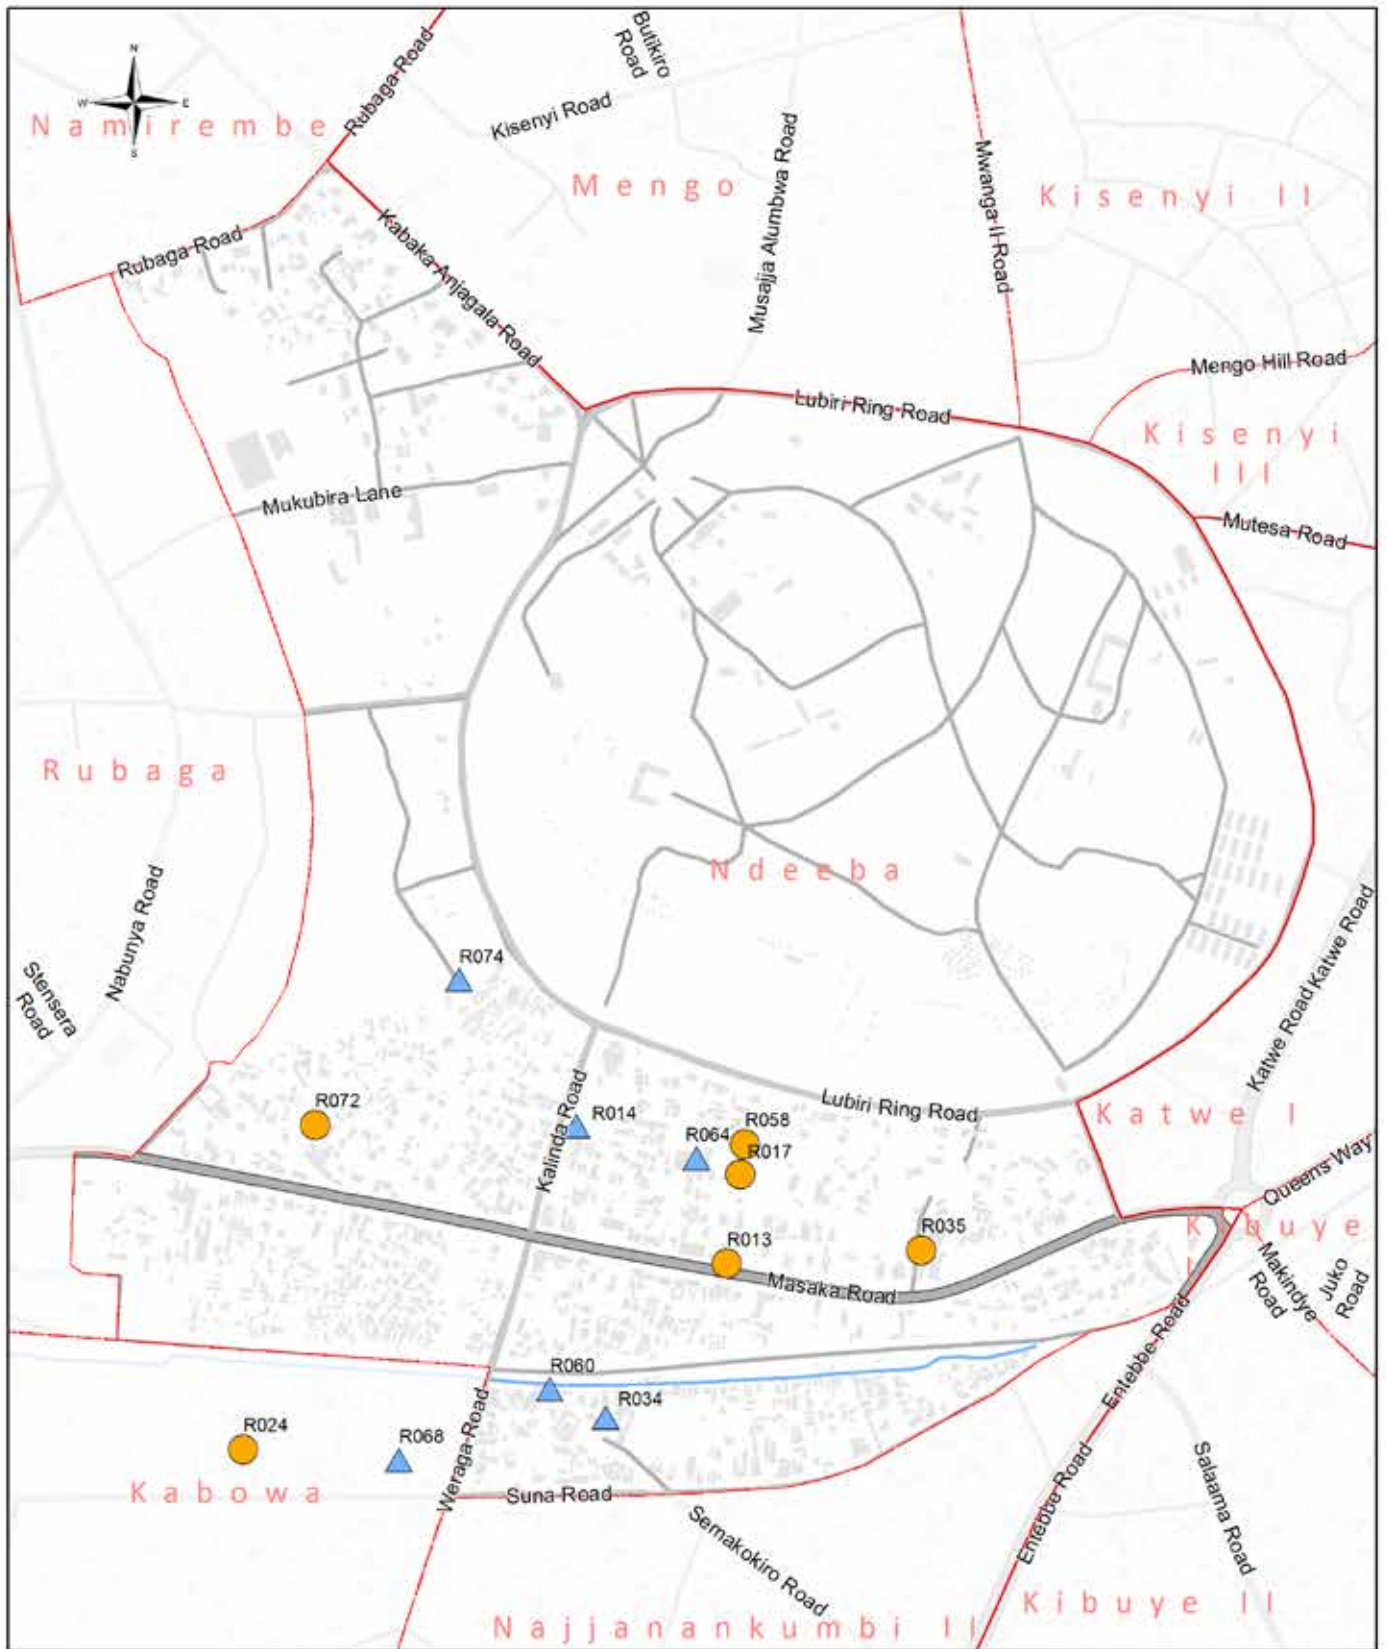 N
W E
S
Namirembe
Rubaga Road
Butikiro
Road
Kisenyi Road
Mengo
Musajja Alumbwa Road
Mwanga II Road
Kisenyi II
Rubaga Road
Kabaka Anjagala Road
Mengo Hill Road
Lubiri Ring Road
Kisenyi
III
Mukubira Lane
Mutesa Road
Rubaga
Ndeeba
Nabunya Road
Stensera
Road
Katwe Road
Katwe Road
R074
R072
Kalinda Road
R014
R064
R058
R017
Lubiri Ring Road
Katwe I
Queens Way
Kibuye
I
R035
R013
Masaka Road
Makindye
Road
Juko
Road
Entebbe Road
R060
R034
R024
R068
Weraga Road
Kabowa
Suna Road
Semakokiro Road
Entebbe Road
Salaama Road
Kibuye II
Najjanankumbi II